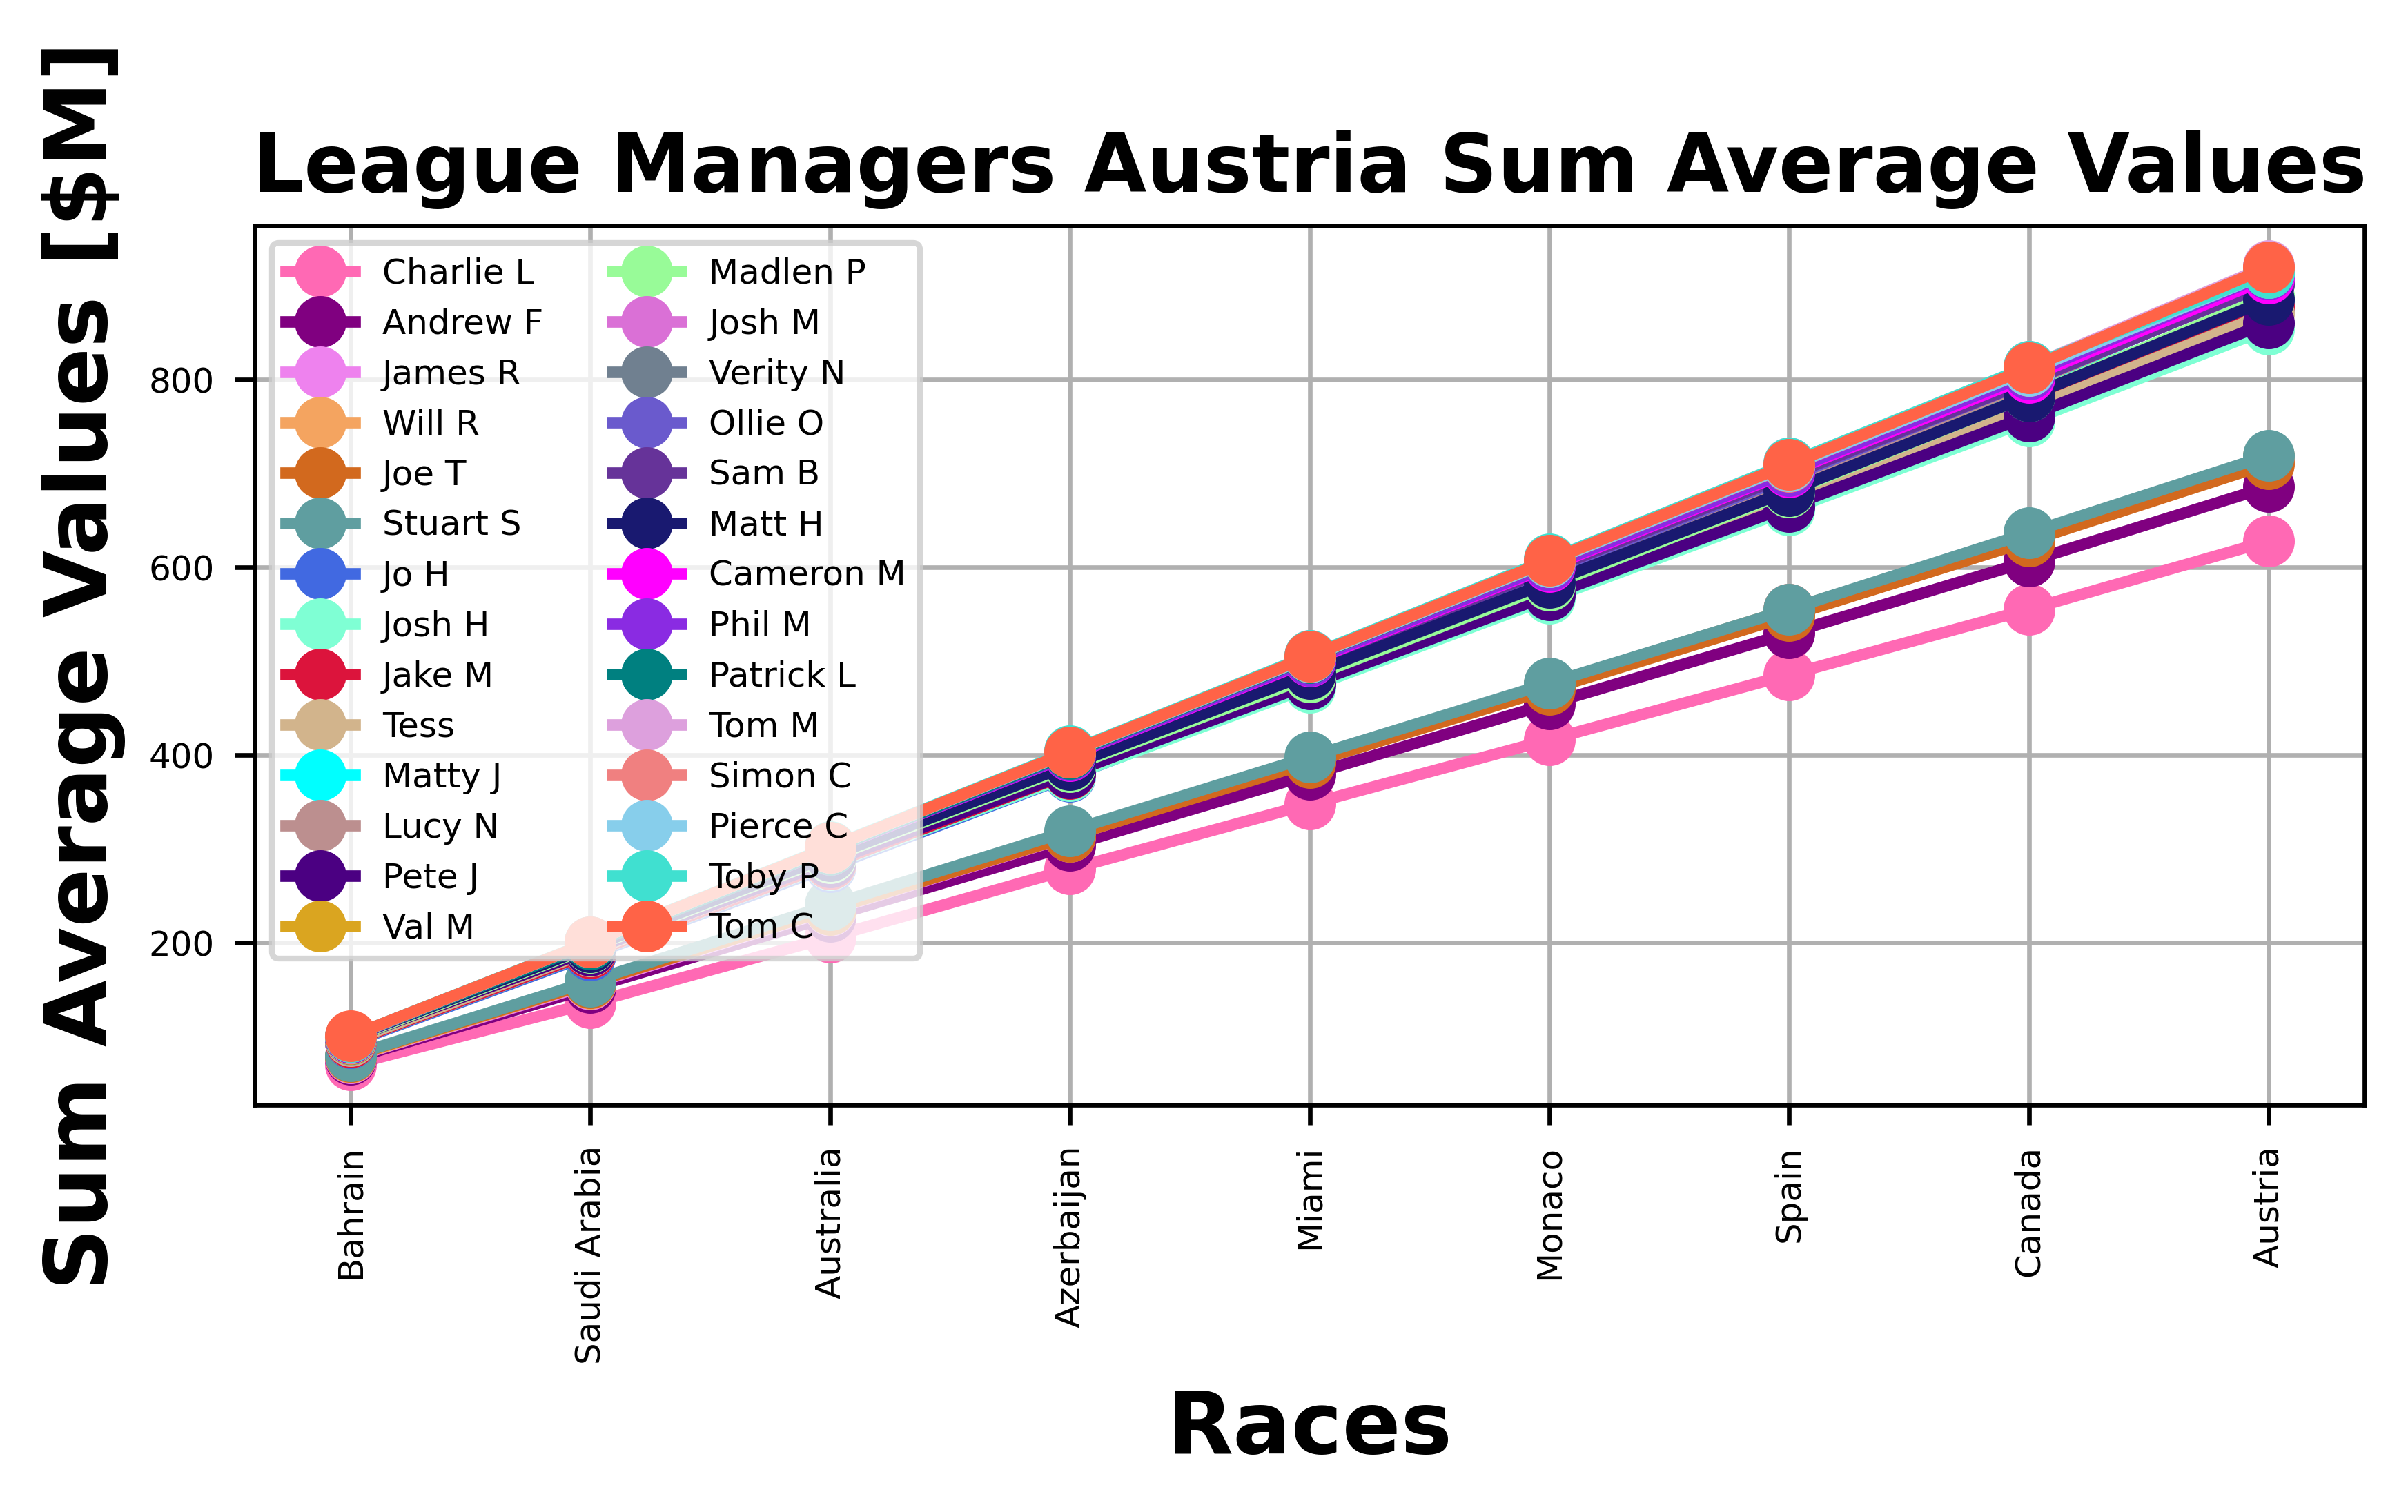 League Managers Austria Sum Average Values
Sum Average Values [$M]
800
600
400
200
Charlie L
Andrew F
James R
Will R
Joe T
Stuart S
Jo H
Josh H
Jake M
Tess
Matty J
Lucy N
Pete J
Val M
Madlen P
Josh M
Verity N
Ollie O
Sam B
Matt H
Cameron M
Phil M
Patrick L
Tom M
Simon C
Pierce C
Toby P
Tom C
Bahrain
Saudi Arabia
Australia
Azerbaijan
Miami
Monaco
Spain
Canada
Austria
Races